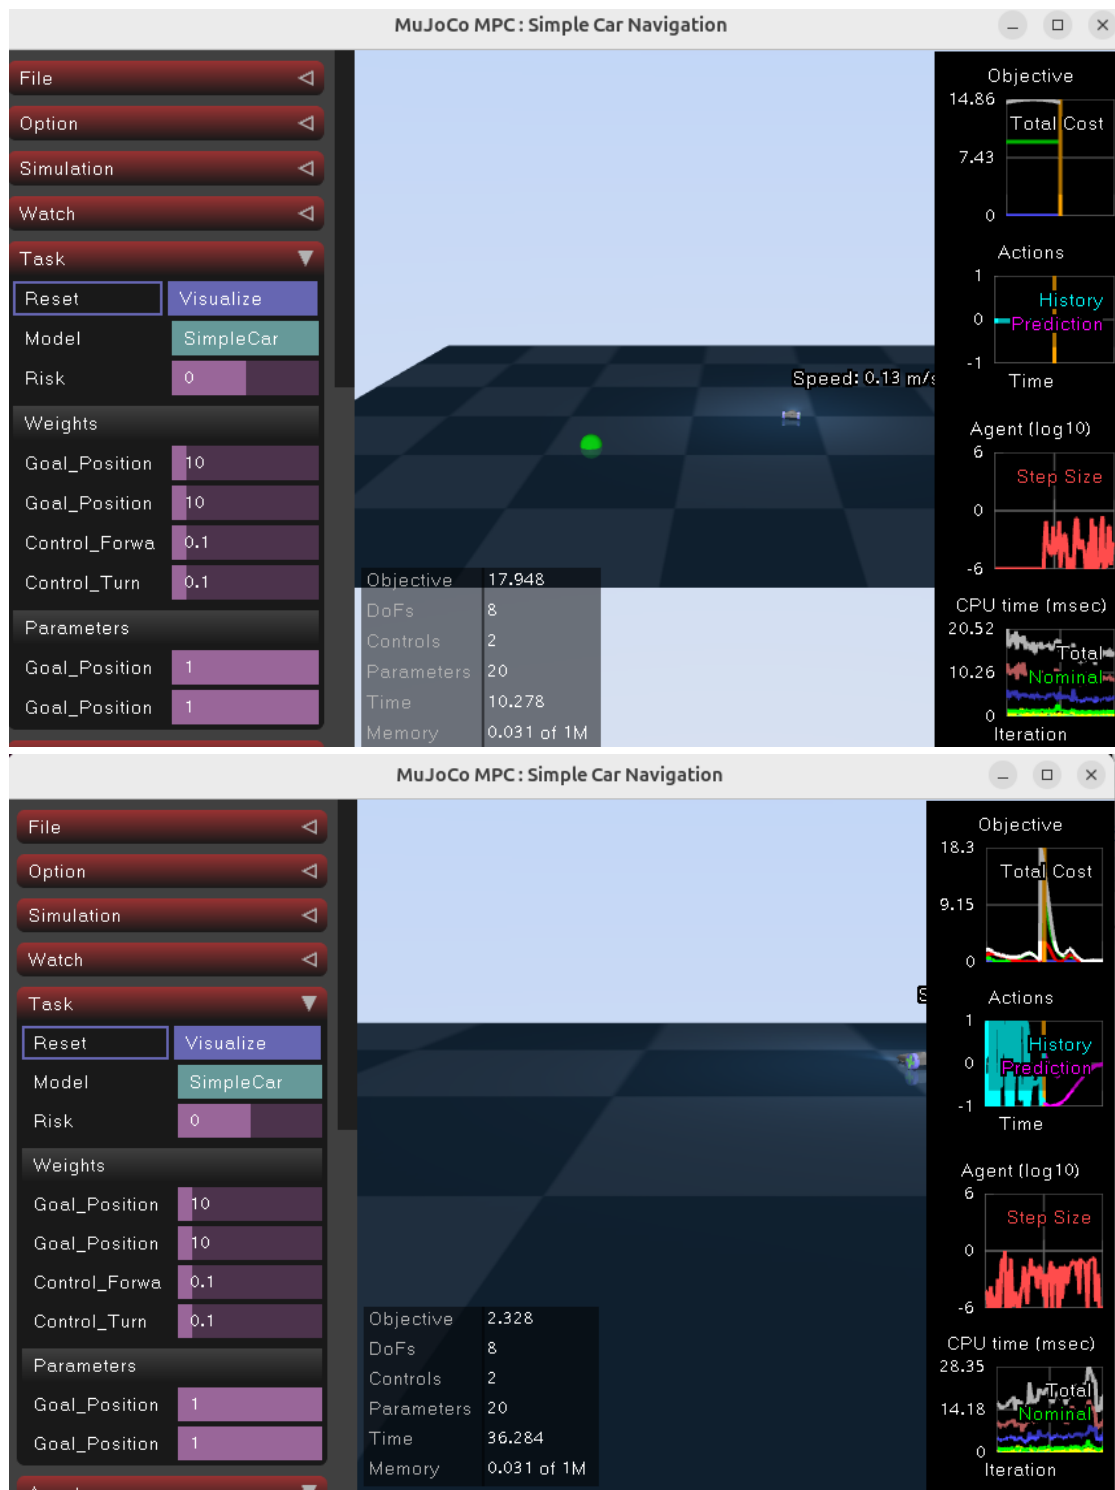 MuJoCo MPC : Simple Car Navigation
File
Option
Simulation
Watch
Task
Reset Visualize
Model SimpleCar
Risk 0
Weights
Goal_Position 10
Goal_Position 10
Control_Forwa 0.1
Control_Turn 0.1
Parameters
Goal_Position 1
Goal_Position 1
Speed: 0.13 m/s
Objective 17.948
DoFs 8
Controls 2
Parameters 20
Time 10.278
Memory 0.031 of 1M
Objective
14.86
Total Cost
7.43
0
Actions
1
History
0
Prediction
-1
Time
Agent (log10)
6
Step Size
0
-6
CPU time (msec)
20.52
Total
10.26
Nominal
0
Iteration
MuJoCo MPC : Simple Car Navigation
File
Option
Simulation
Watch
Task
Reset Visualize
Model SimpleCar
Risk 0
Weights
Goal_Position 10
Goal_Position 10
Control_Forwa 0.1
Control_Turn 0.1
Parameters
Goal_Position 1
Goal_Position 1
S
Objective 2.328
DoFs 8
Controls 2
Parameters 20
Time 36.284
Memory 0.031 of 1M
Objective
18.3
Total Cost
9.15
0
Actions
1
History
0
Prediction
-1
Time
Agent (log10)
6
Step Size
0
-6
CPU time (msec)
28.35
Total
14.18
Nominal
0
Iteration